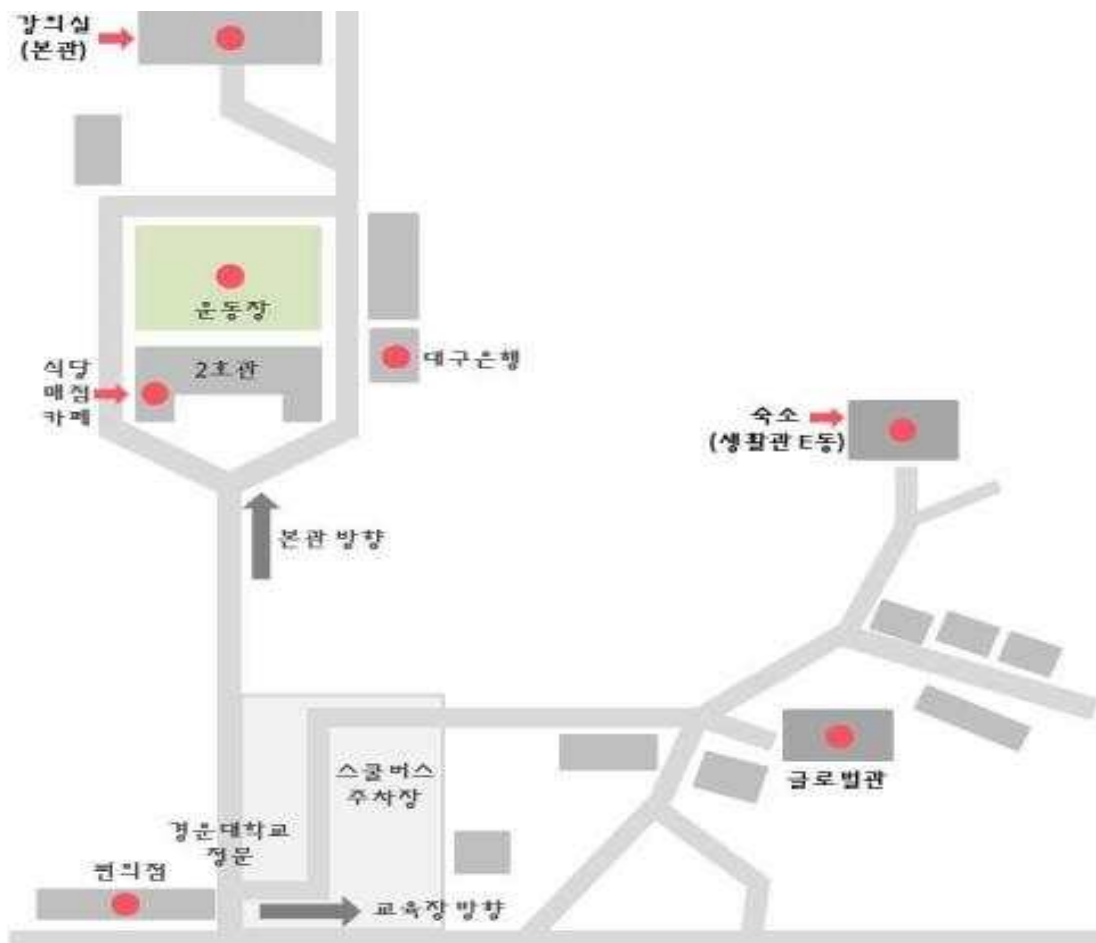 강의실
(본관)
운동장
2호관
식당
매점
카페
대구은행
숙소
(생활관 E동)
본관 방향
스쿨버스
주차장
글로벌관
경운대학교
정문
편의점
교육장 방향